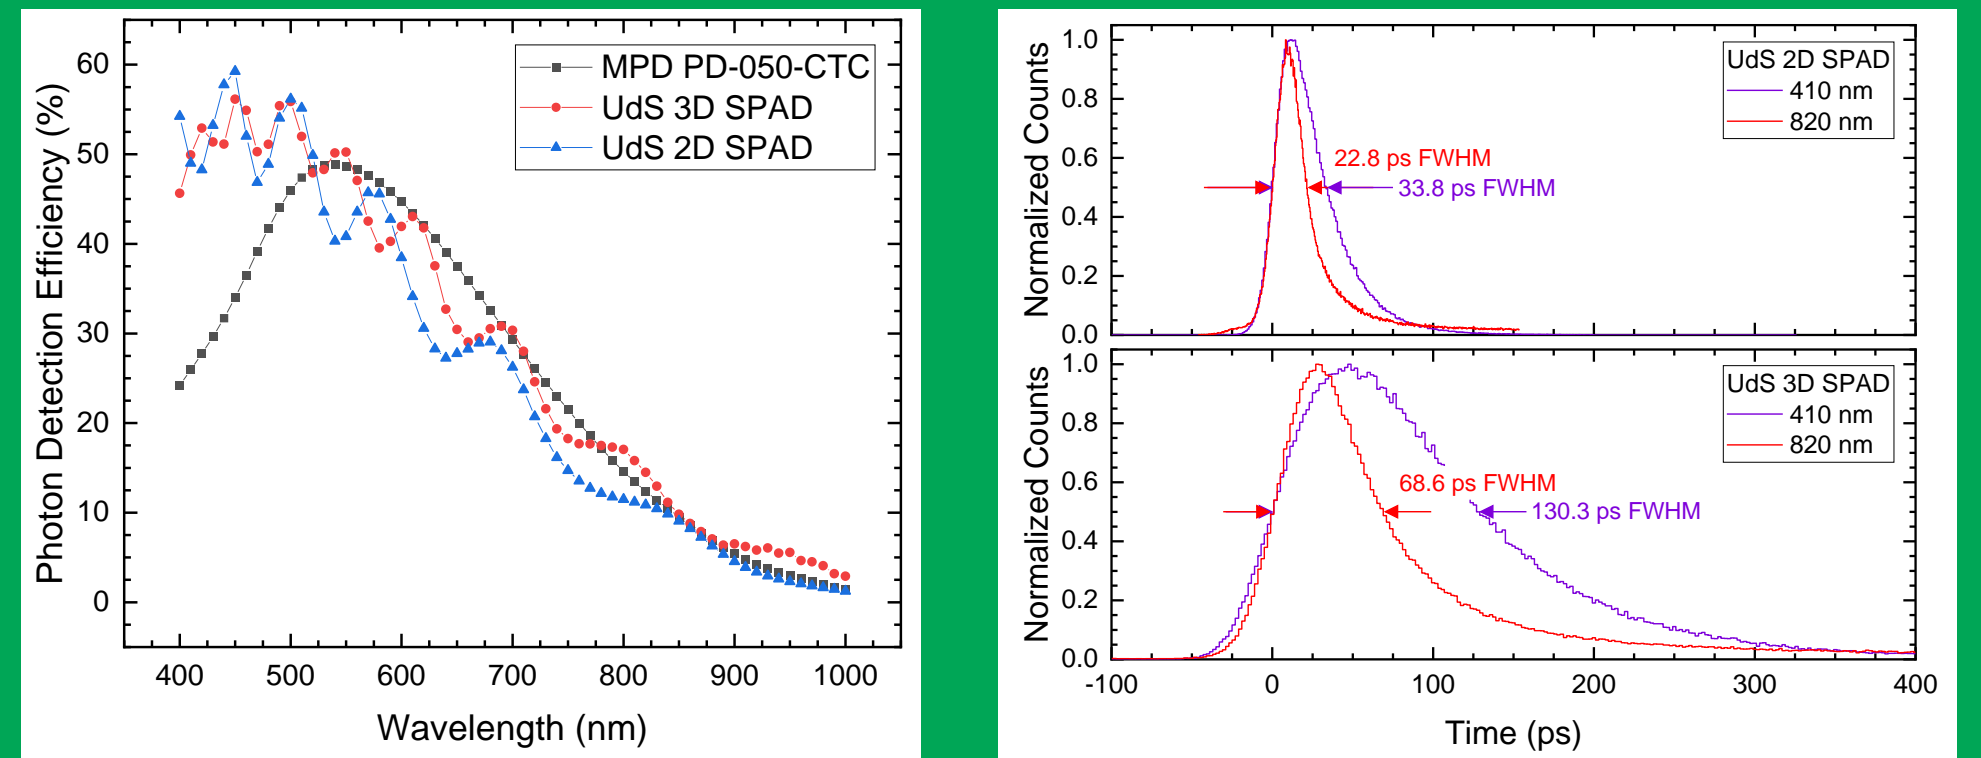 Photon Detection Efficiency (%)
60
50
40
30
20
10
0
400 500 600 700 800 900 1000
Wavelength (nm)
MPD PD-050-CTC
UdS 3D SPAD
UdS 2D SPAD
Normalized Counts
1.0
0.8
0.6
0.4
0.2
0.0
UdS 2D SPAD
410 nm
820 nm
22.8 ps FWHM
33.8 ps FWHM
Normalized Counts
1.0
0.8
0.6
0.4
0.2
0.0
UdS 3D SPAD
410 nm
820 nm
68.6 ps FWHM
130.3 ps FWHM
-100 0 100 200 300 400
Time (ps)